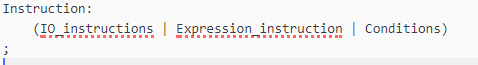 Instruction:
    (IO_instructions | Expression_instruction | Conditions)
;